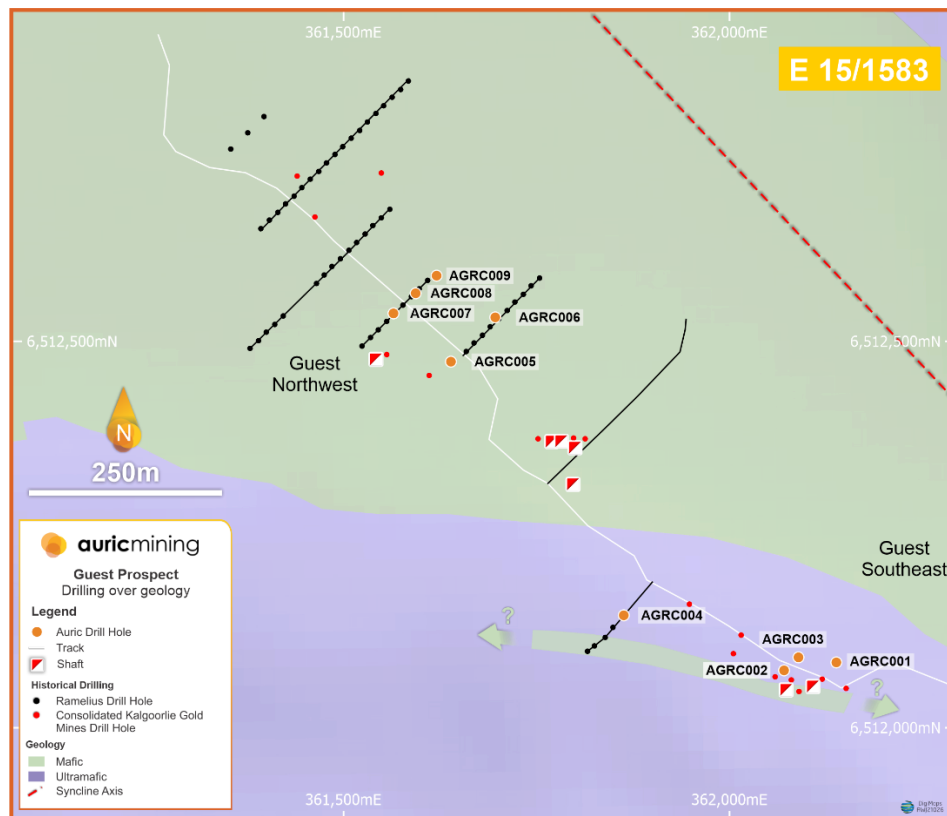 361,500mE
362,000mE
E 15/1583
AGRC009
AGRC008
AGRC007
AGRC006
6,512,500mN
6,512,500mN
AGRC005
Guest
Northwest
N
250m
Guest
Southeast
auricmining
Guest Prospect
Drilling over geology
Legend
Auric Drill Hole
Track
Shaft
Historical Drilling
Ramelius Drill Hole
Consolidated Kalgoorlie Gold
Mines Drill Hole
Geology
Mafic
Ultramafic
Syncline Axis
?
AGRC004
AGRC003
AGRC002
AGRC001
?
6,512,000mN
361,500mE
362,000mE
DigMaps